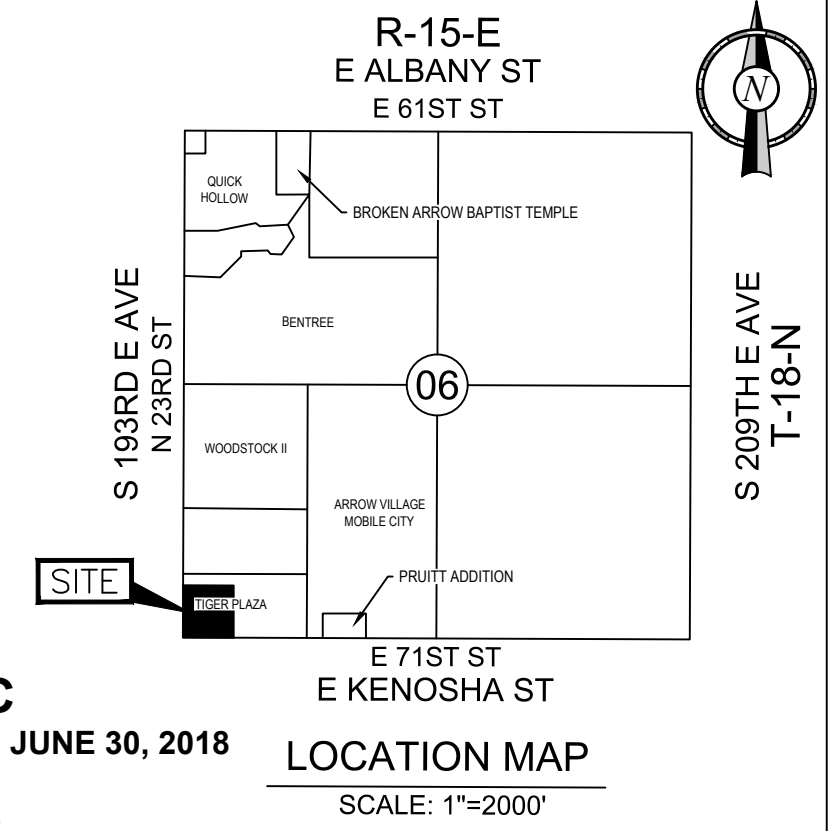 R-15-E
E ALBANY ST
E 61ST ST
N
QUICK
HOLLOW
BROKEN ARROW BAPTIST TEMPLE
BENTREE
S 193RD E AVE
N 23RD ST
06
S 209TH E AVE
T-18-N
WOODSTOCK II
ARROW VILLAGE
MOBILE CITY
SITE
TIGER PLAZA
PRUITT ADDITION
E 71ST ST
E KENOSHA ST
C
JUNE 30, 2018
LOCATION MAP
SCALE: 1"=2000'